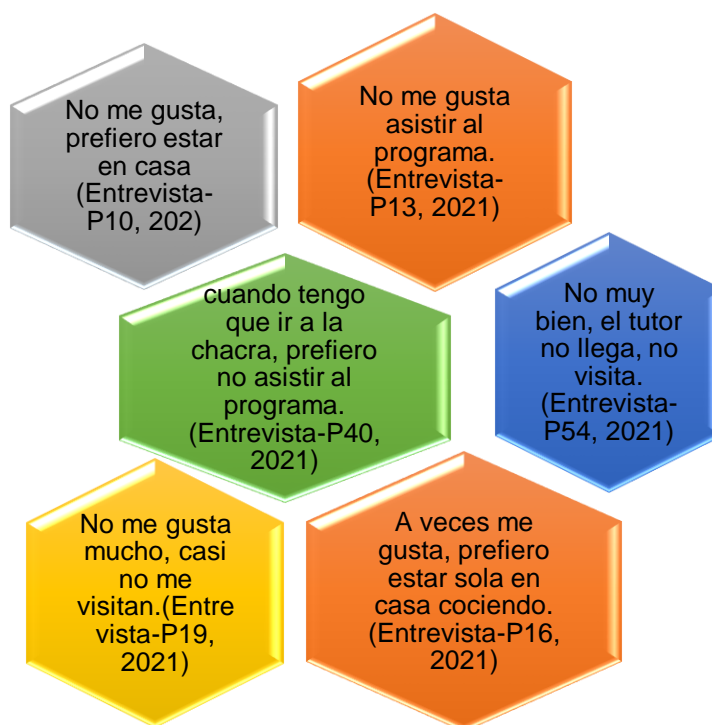 No me gusta,
prefiero estar
en casa
(Entrevista-
P10, 202)
No me gusta
asistir al
programa.
(Entrevista-
P13, 2021)
cuando tengo
que ir a la
chacra, prefiero
no asistir al
programa.
(Entrevista-P40,
2021)
No muy
bien, el tutor
no llega, no
visita.
(Entrevista-
P54, 2021)
No me gusta
mucho, casi
no me
visitan.(Entre
vista-P19,
2021)
A veces me
gusta, prefiero
estar sola en
casa cociendo.
(Entrevista-P16,
2021)